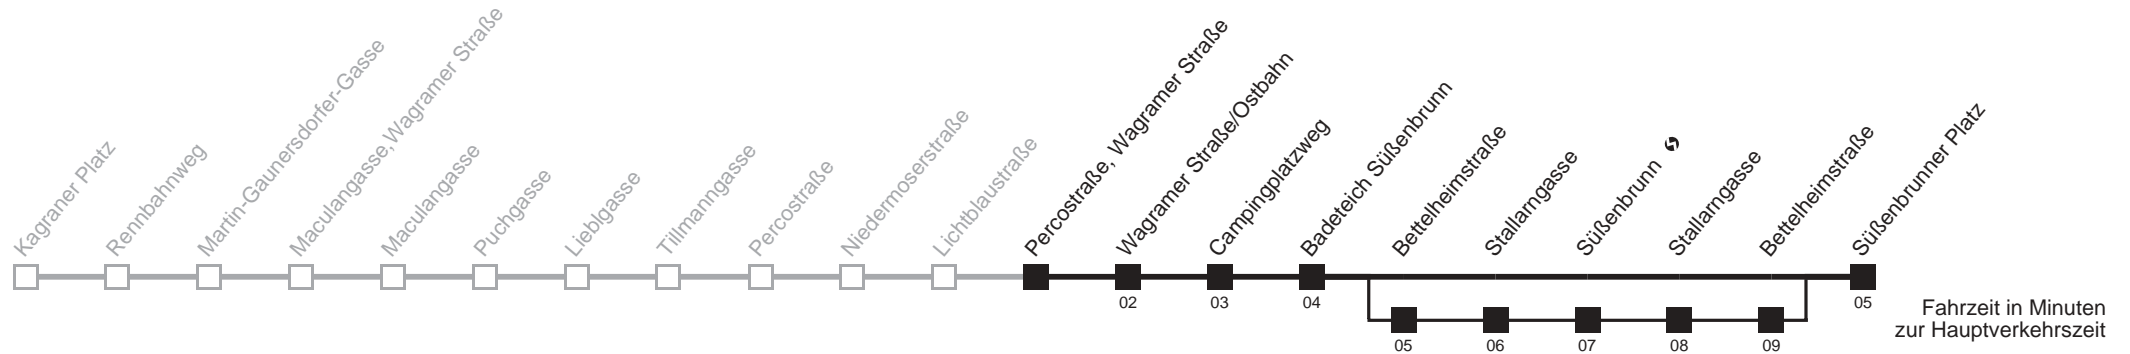 Kagraner Platz
Rennbahnweg
Martin-Gaunersdorfer-Gasse
Maculangasse,Wagramer Straße
Maculangasse
Puchgasse
Lieblgasse
Tillmanngasse
Percostraße
Niedermoserstraße
Lichtblaustraße
Percostraße, Wagramer Straße
Wagramer Straße/Ostbahn
Campingplatzweg
Badeteich Süßenbrunn
Bettelheimstraße
Stallarngasse
Süßenbrunn
Stallarngasse
Bettelheimstraße
Süßenbrunner Platz
02
03
04
05
05
06
07
08
09
Fahrzeit in Minuten
zur Hauptverkehrszeit